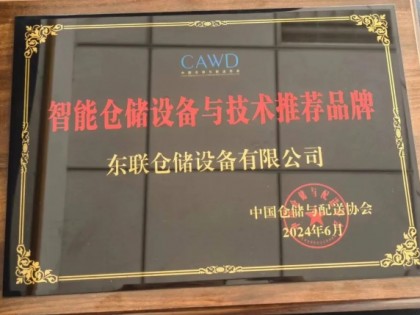 CAWD
智能仓储设备与技术推荐品牌
东联仓储设备有限公司
中国仓储与配送协会
2024年6月